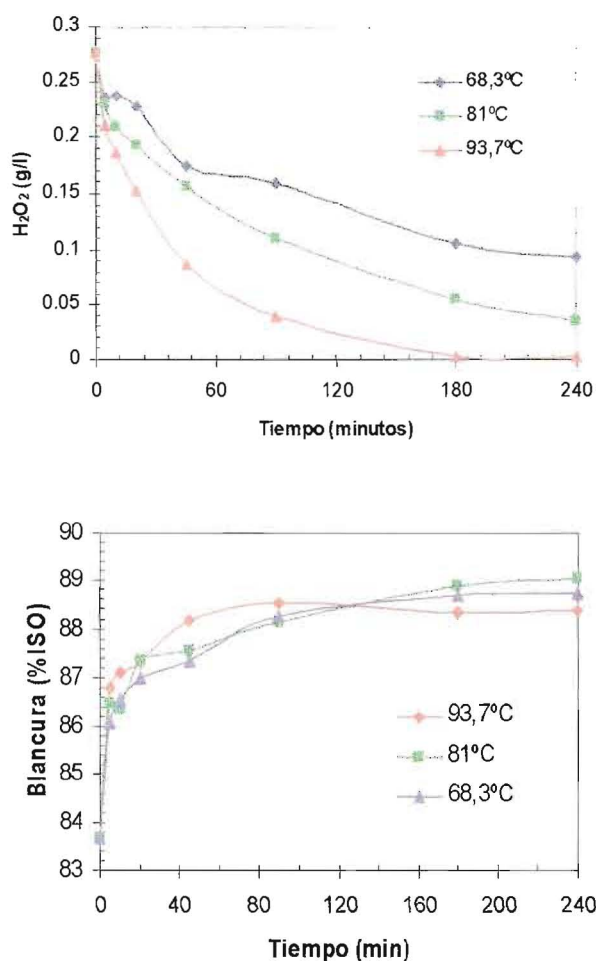 0.3
0.25
0.2
0.15
0.1
0.05
0
H₂O₂ (g/l)
68,3ºC
81ºC
93,7ºC
0 60 120 180 240
Tiempo (minutos)
90
89
88
87
86
85
84
83
Blancura (%ISO)
93,7ºC
81ºC
68,3ºC
0 40 80 120 160 200 240
Tiempo (min)